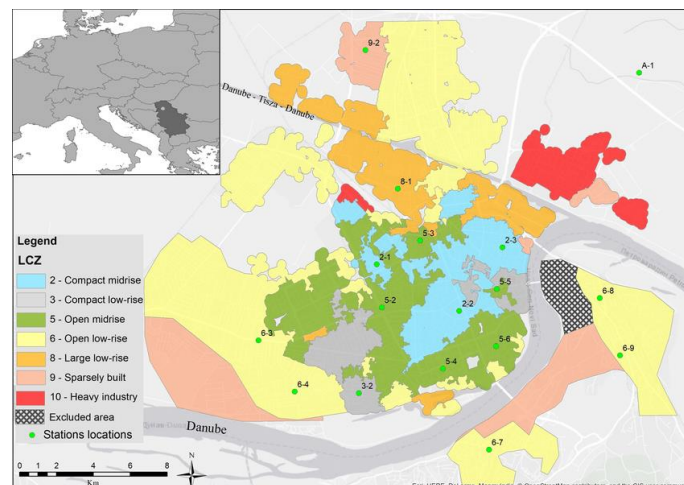 9-2
A-1
Danube - Tisza - Danube
8-1
5-3
2-3
2-1
Legend
LCZ
2 - Compact midrise
3 - Compact low-rise
5 - Open midrise
6 - Open low-rise
8 - Large low-rise
9 - Sparsely built
10 - Heavy industry
Excluded area
Stations locations
5-5
6-8
5-2
2-2
6-3
5-6
6-9
5-4
6-4
3-2
Danube
6-7
N
0 1 2 4 6 8
Km